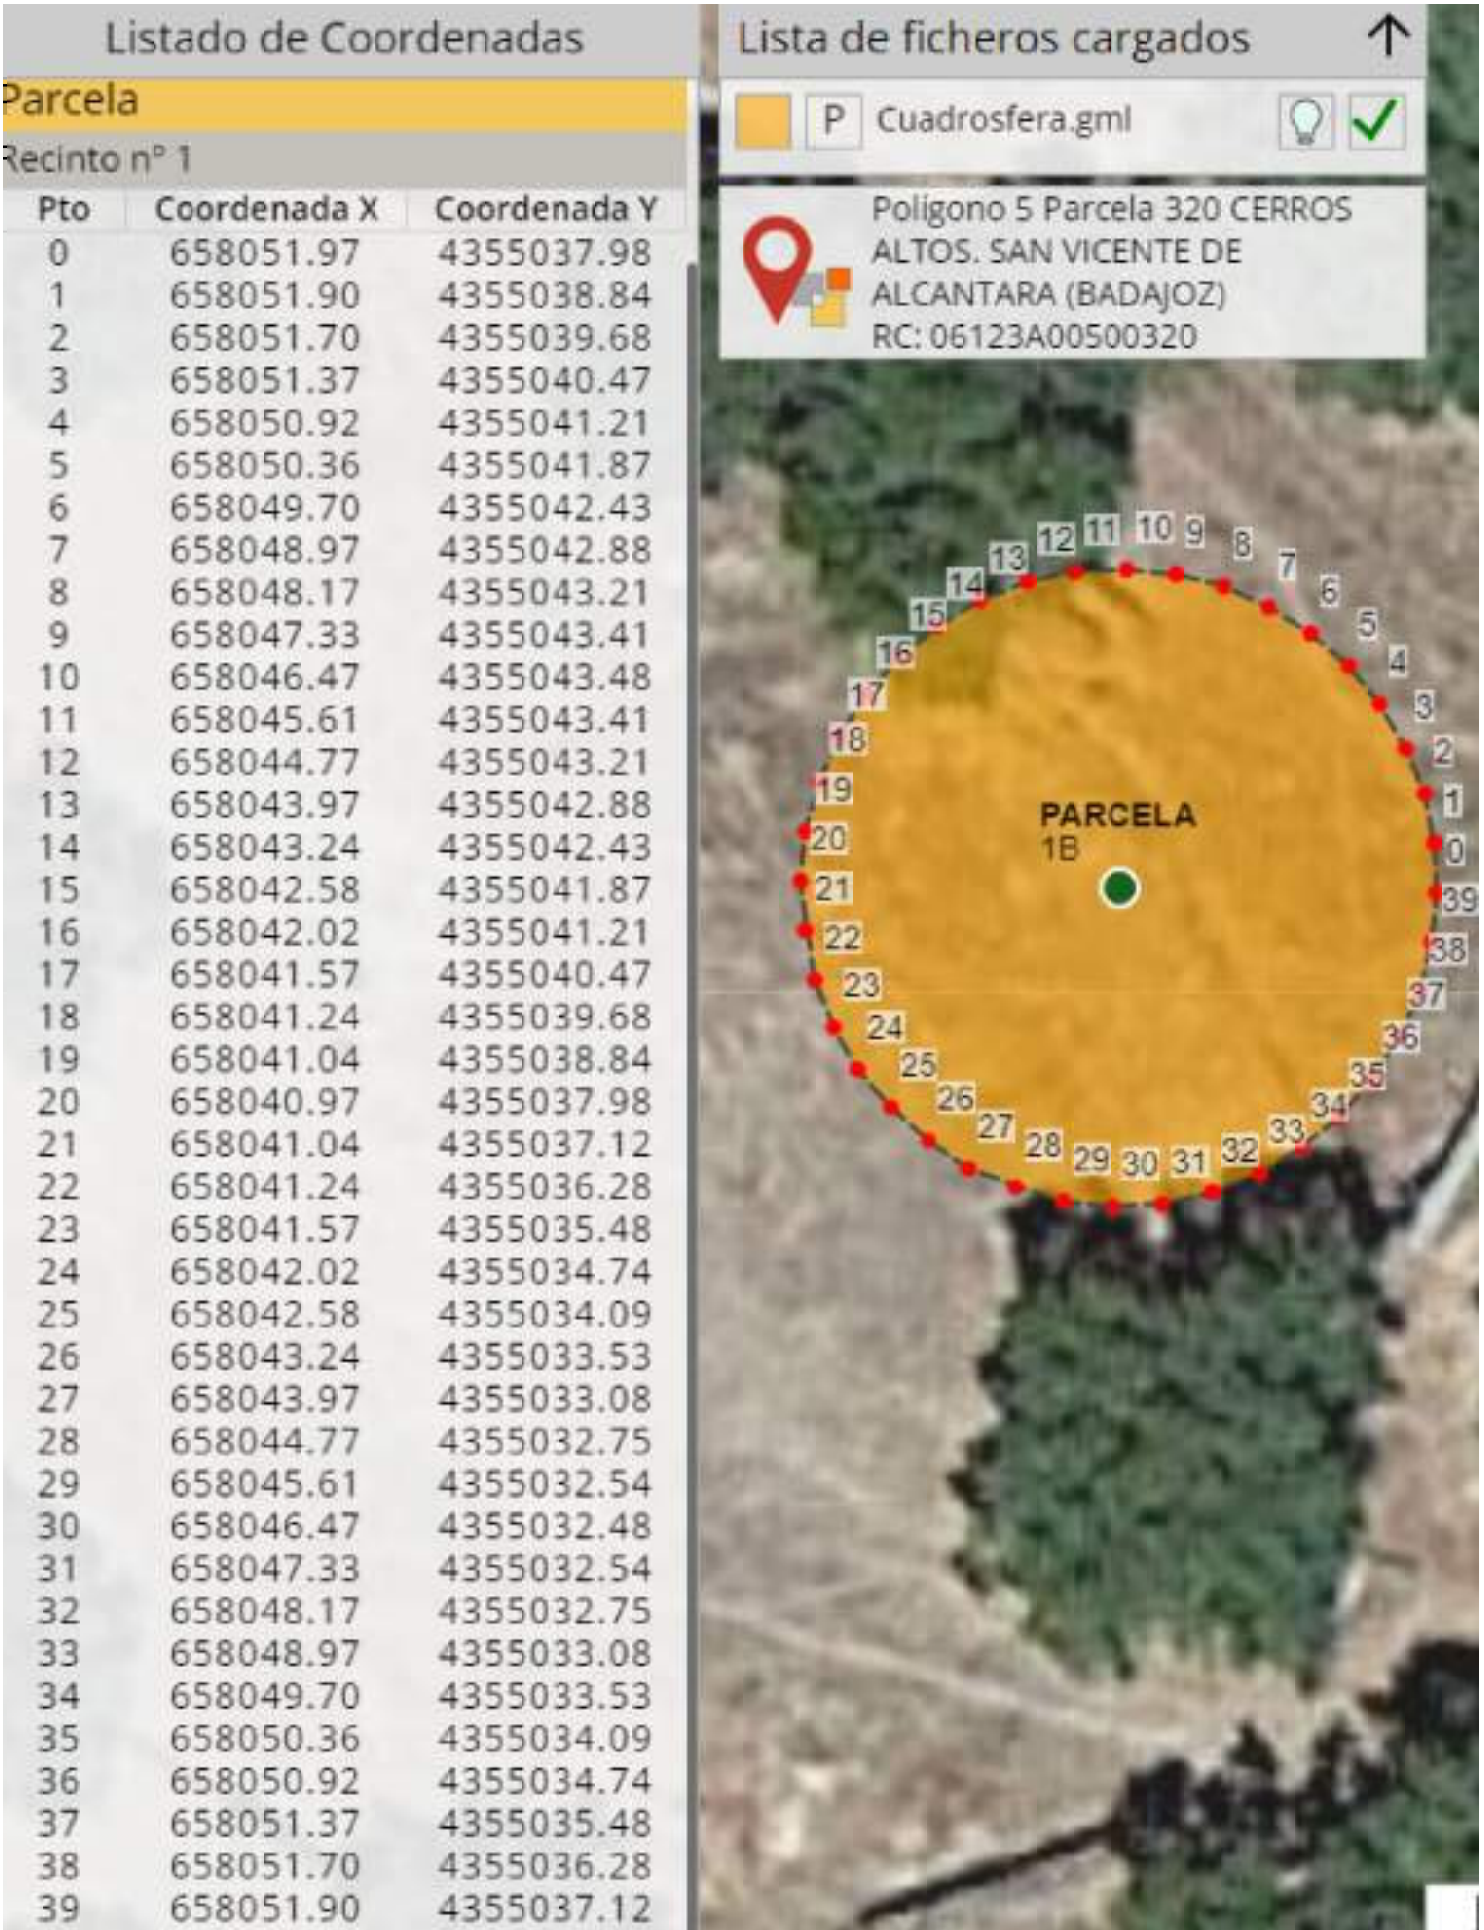 Listado de Coordenadas
Parcela
Recinto nº 1
Pto Coordenada X Coordenada Y
0 658051.97 4355037.98
1 658051.90 4355038.84
2 658051.70 4355039.68
3 658051.37 4355040.47
4 658050.92 4355041.21
5 658050.36 4355041.87
6 658049.70 4355042.43
7 658048.97 4355042.88
8 658048.17 4355043.21
9 658047.33 4355043.41
10 658046.47 4355043.48
11 658045.61 4355043.41
12 658044.77 4355043.21
13 658043.97 4355042.88
14 658043.24 4355042.43
15 658042.58 4355041.87
16 658042.02 4355041.21
17 658041.57 4355040.47
18 658041.24 4355039.68
19 658041.04 4355038.84
20 658040.97 4355037.98
21 658041.04 4355037.12
22 658041.24 4355036.28
23 658041.57 4355035.48
24 658042.02 4355034.74
25 658042.58 4355034.09
26 658043.24 4355033.53
27 658043.97 4355033.08
28 658044.77 4355032.75
29 658045.61 4355032.54
30 658046.47 4355032.48
31 658047.33 4355032.54
32 658048.17 4355032.75
33 658048.97 4355033.08
34 658049.70 4355033.53
35 658050.36 4355034.09
36 658050.92 4355034.74
37 658051.37 4355035.48
38 658051.70 4355036.28
39 658051.90 4355037.12
Lista de ficheros cargados
P Cuadrosfera.gml
Polígono 5 Parcela 320 CERROS
ALTOS. SAN VICENTE DE
ALCANTARA (BADAJOZ)
RC: 06123A00500320
0
1
2
3
4
5
6
7
8
9
10
11
12
13
14
15
16
17
18
19
20
21
22
23
24
25
26
27
28
29
30
31
32
33
34
35
36
37
38
39
PARCELA
1B